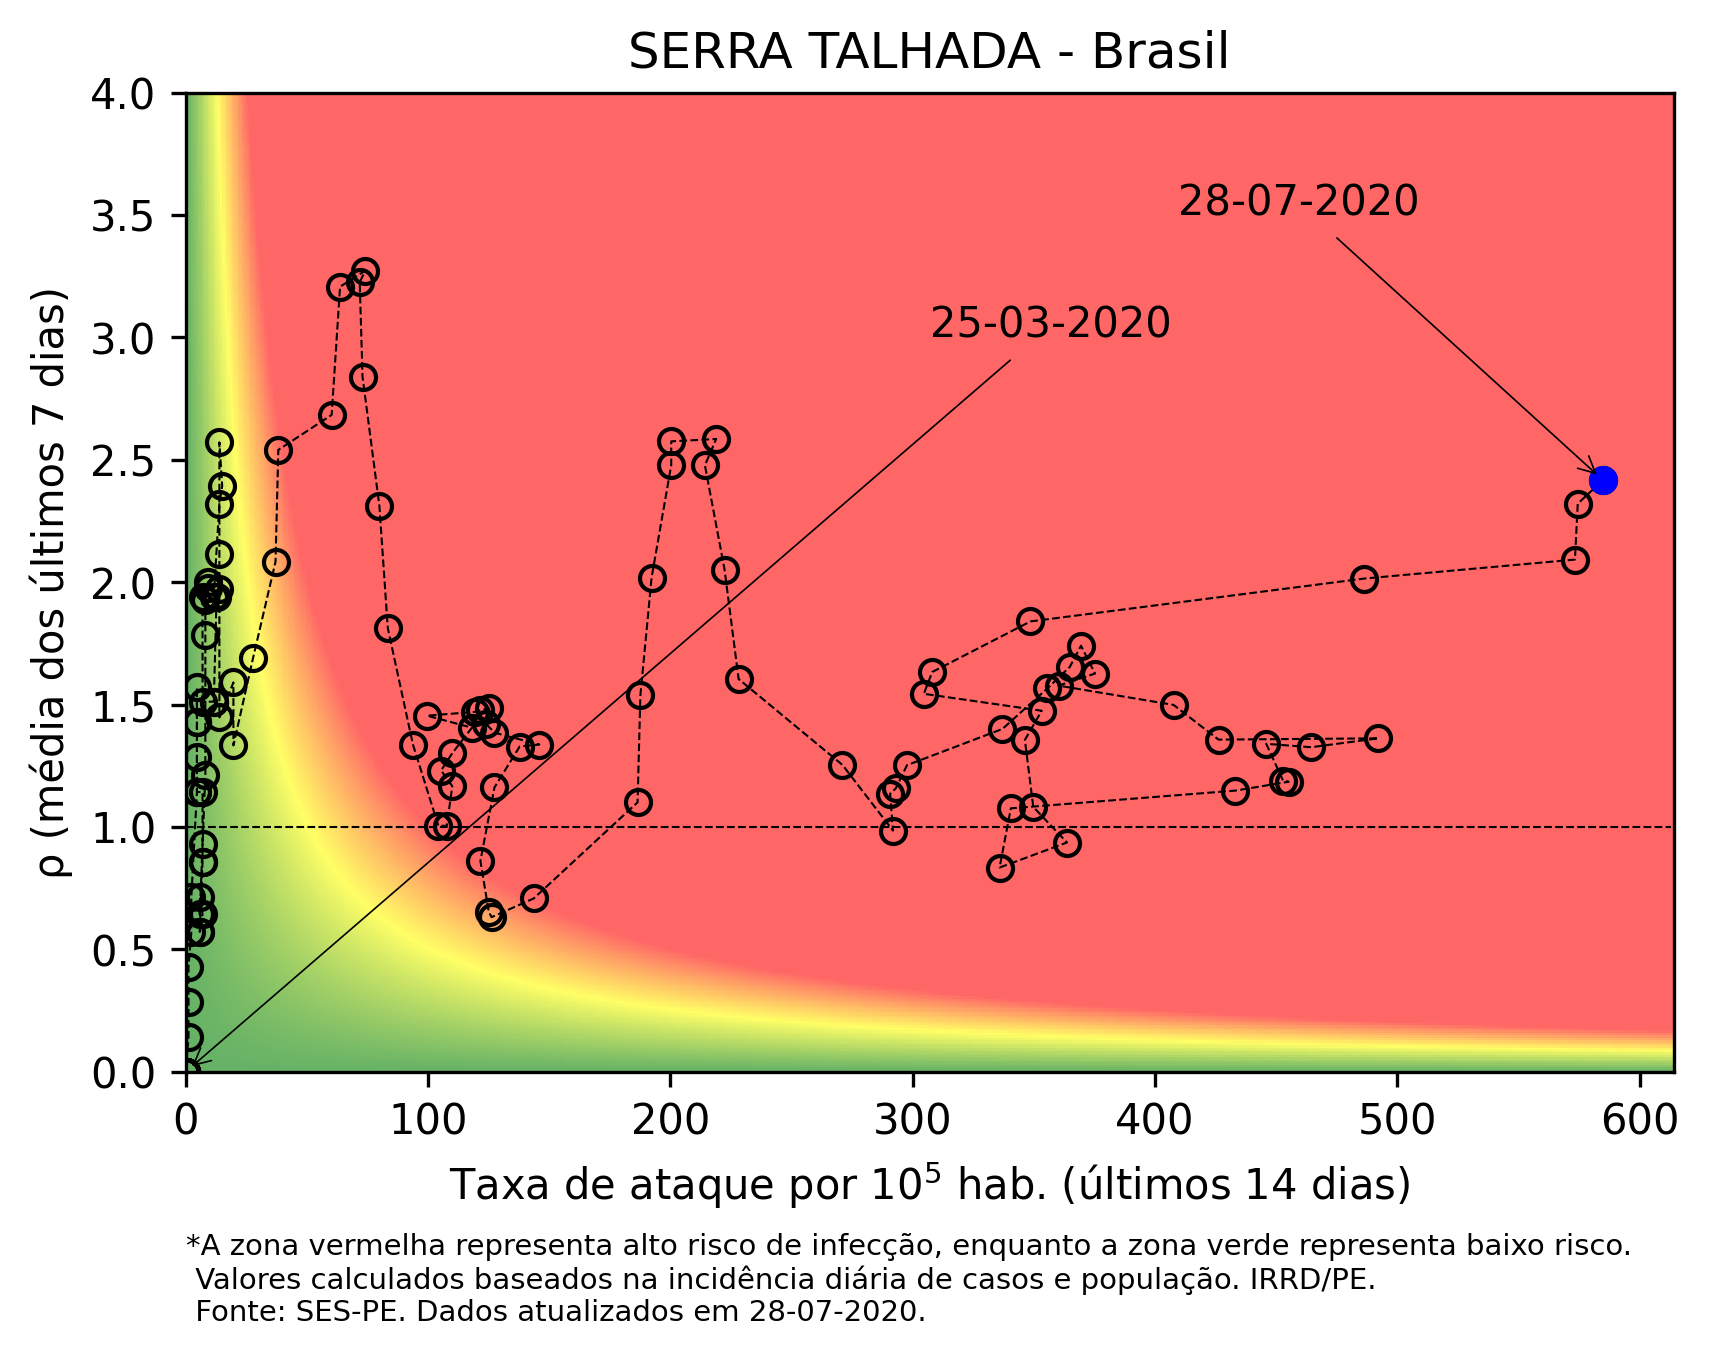 SERRA TALHADA - Brasil
4.0
3.5
3.0
2.5
2.0
1.5
1.0
0.5
0.0
ρ (média dos últimos 7 dias)
28-07-2020
25-03-2020
0 100 200 300 400 500 600
Taxa de ataque por 10⁵ hab. (últimos 14 dias)
*A zona vermelha representa alto risco de infecção, enquanto a zona verde representa baixo risco.
Valores calculados baseados na incidência diária de casos e população. IRRD/PE.
Fonte: SES-PE. Dados atualizados em 28-07-2020.